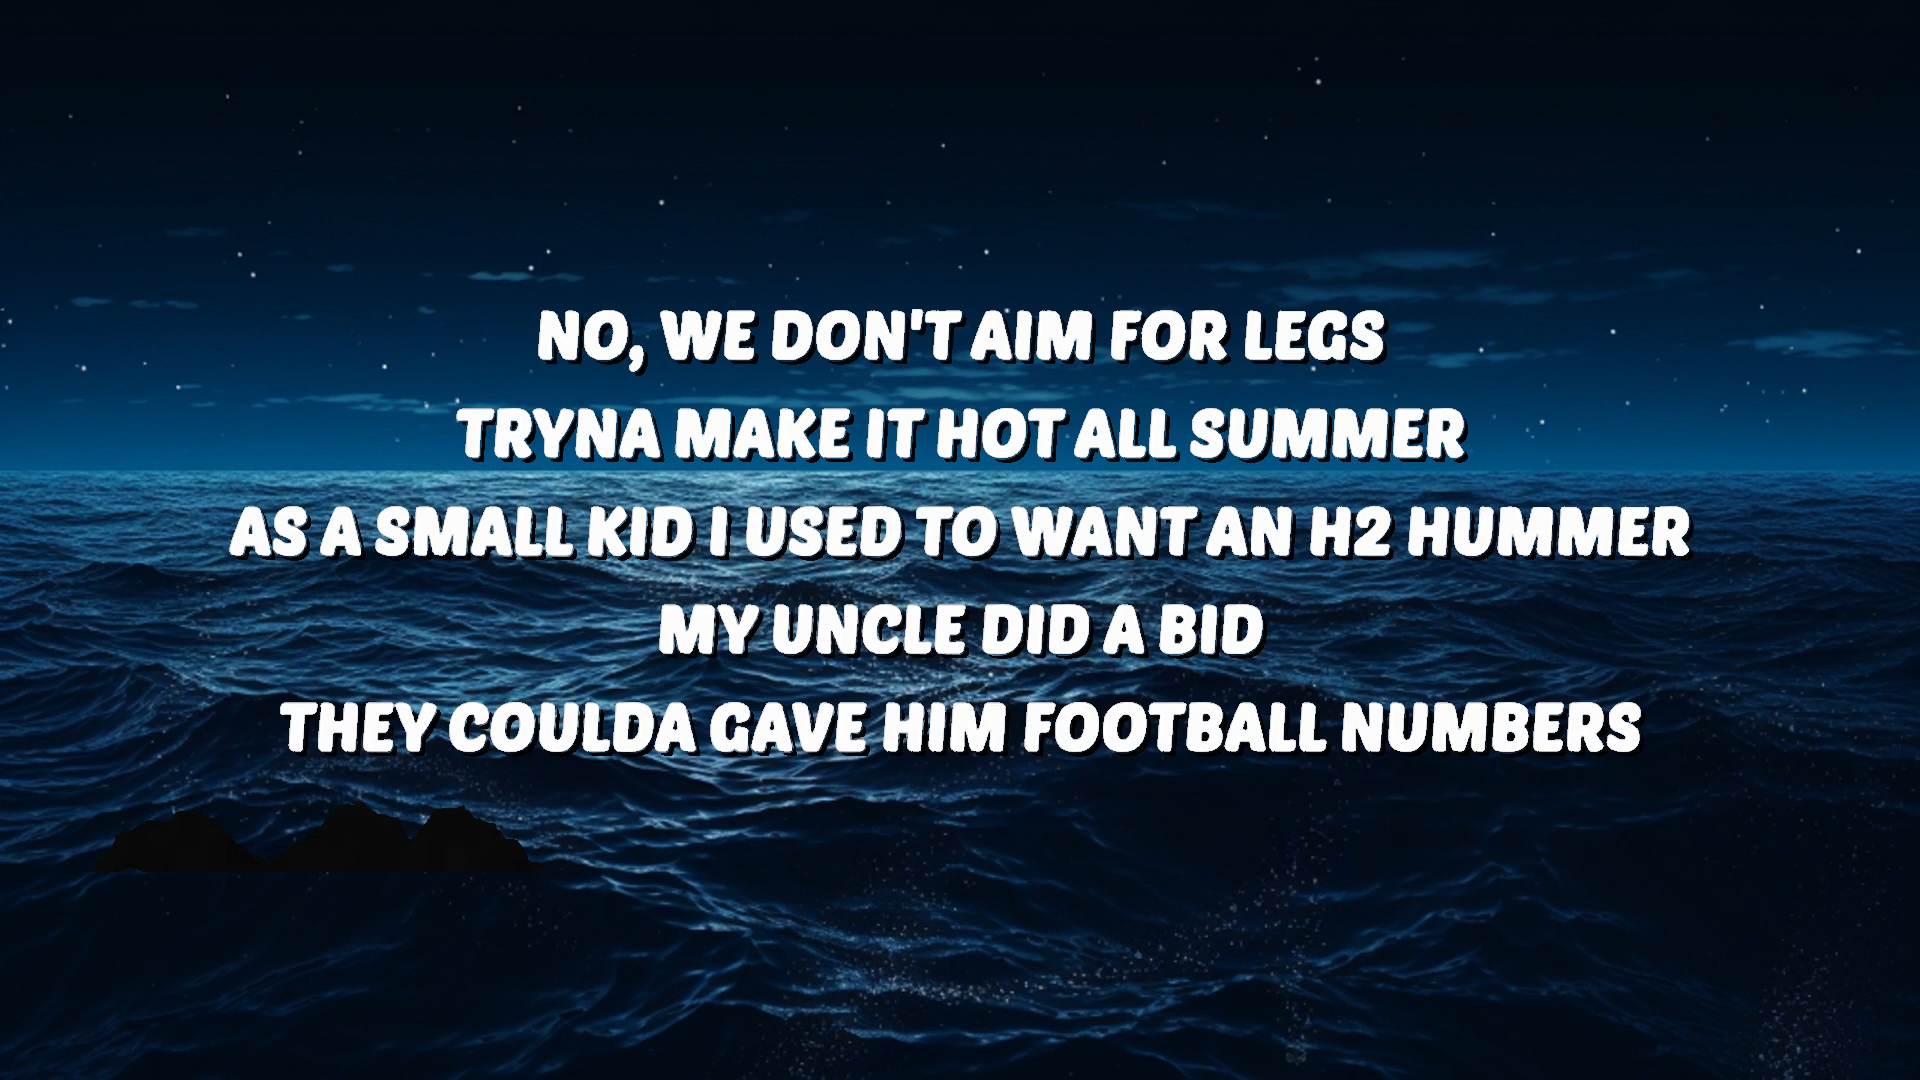 NO, WE DON'T AIM FOR LEGS
TRYNA MAKE IT HOT ALL SUMMER
AS A SMALL KID I USED TO WANT AN H2 HUMMER
MY UNCLE DID A BID
THEY COULDA GAVE HIM FOOTBALL NUMBERS